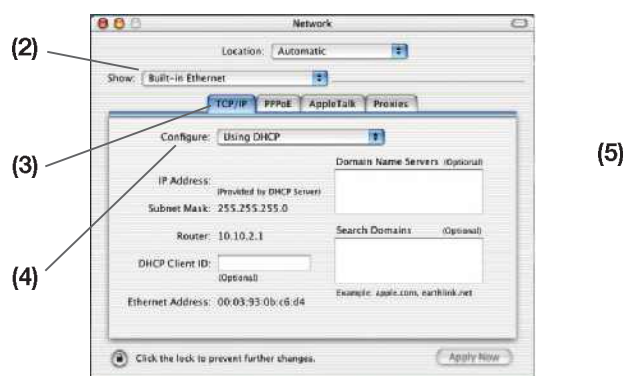 Network
(2)
Location: Automatic
Show: Built-in Ethernet
TCP/IP PPPoE AppleTalk Proxies
(3)
Configure: Using DHCP
(5)
Domain Name Servers (Optional)
IP Address:
(Provided by DHCP Server)
Subnet Mask: 255.255.255.0
Router: 10.10.2.1
Search Domains (Optional)
(4)
DHCP Client ID:
(Optional)
Example: apple.com, earthlink.net
Ethernet Address: 00:03:93:0b:c6:d4
Click the lock to prevent further changes.
Apply Now